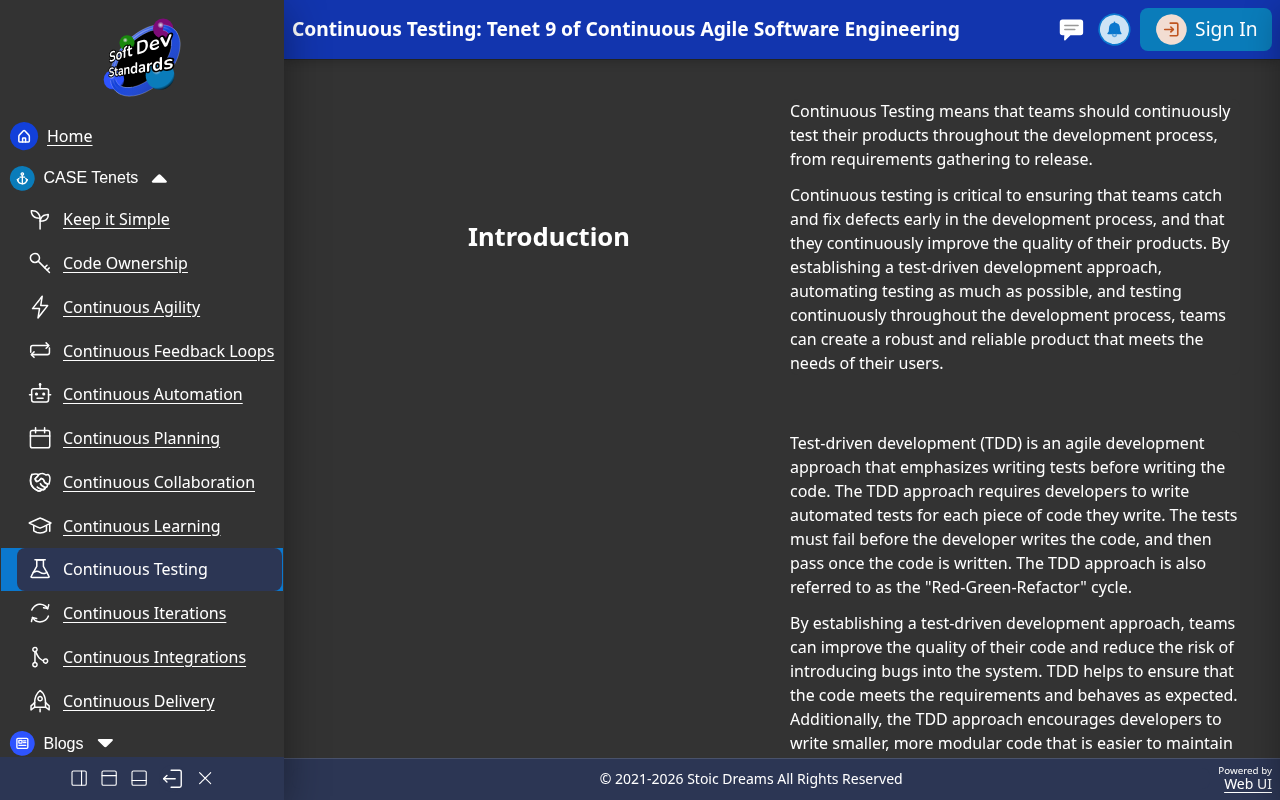 Soft Dev
Standards
Home
CASE Tenets
Keep it Simple
Code Ownership
Continuous Agility
Continuous Feedback Loops
Continuous Automation
Continuous Planning
Continuous Collaboration
Continuous Learning
Continuous Testing
Continuous Iterations
Continuous Integrations
Continuous Delivery
Blogs
Continuous Testing: Tenet 9 of Continuous Agile Software Engineering
Sign In
Introduction
Continuous Testing means that teams should continuously
test their products throughout the development process,
from requirements gathering to release.
Continuous testing is critical to ensuring that teams catch
and fix defects early in the development process, and that
they continuously improve the quality of their products. By
establishing a test-driven development approach,
automating testing as much as possible, and testing
continuously throughout the development process, teams
can create a robust and reliable product that meets the
needs of their users.
Test-driven development (TDD) is an agile development
approach that emphasizes writing tests before writing the
code. The TDD approach requires developers to write
automated tests for each piece of code they write. The tests
must fail before the developer writes the code, and then
pass once the code is written. The TDD approach is also
referred to as the "Red-Green-Refactor" cycle.
By establishing a test-driven development approach, teams
can improve the quality of their code and reduce the risk of
introducing bugs into the system. TDD helps to ensure that
the code meets the requirements and behaves as expected.
Additionally, the TDD approach encourages developers to
write smaller, more modular code that is easier to maintain
© 2021-2026 Stoic Dreams All Rights Reserved
Powered by
Web UI